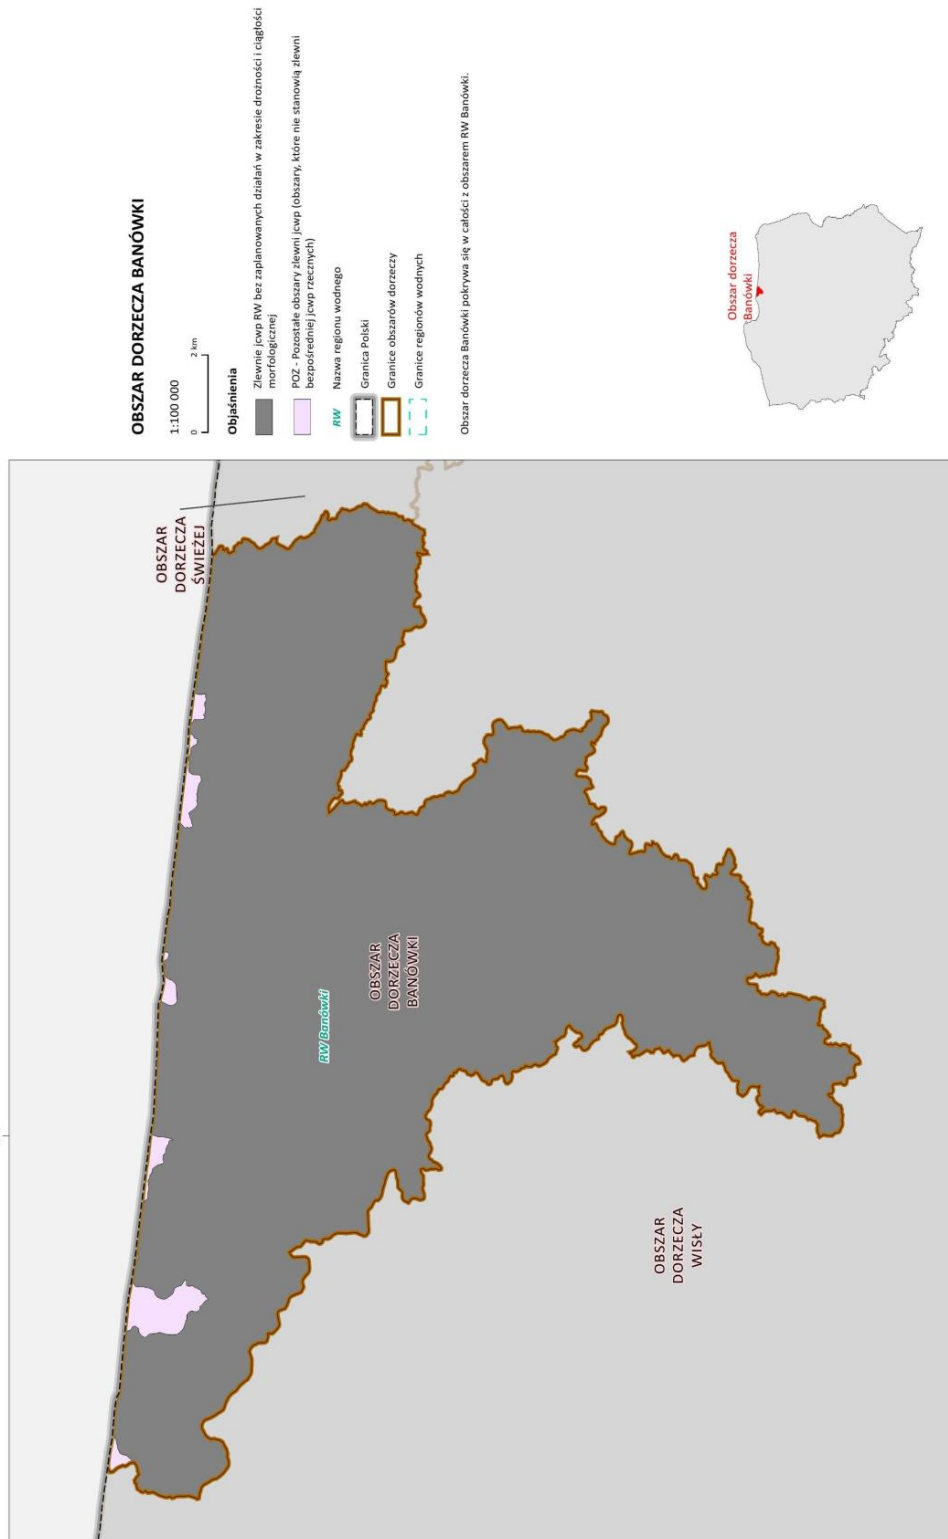 OBSZAR DORZECZA BANÓWKI
1:100 000
0 2 km
Objaśnienia
Zlewnie jcwp RW bez zaplanowanych działań w zakresie drożności i ciągłości
morfologicznej
POZ - Pozostałe obszary zlewni jcwp (obszary, które nie stanowią zlewni
bezpośredniej jcwp rzecznych)
RW Nazwa regionu wodnego
Granica Polski
Granice obszarów dorzeczy
Granice regionów wodnych
Obszar dorzecza Banówki pokrywa się w całości z obszarem RW Banówki.
Obszar dorzecza
Banówki
OBSZAR
DORZECZA
ŚWIEŻEJ
RW Banówki
OBSZAR
DORZECZA
BANÓWKI
OBSZAR
DORZECZA
WISŁY